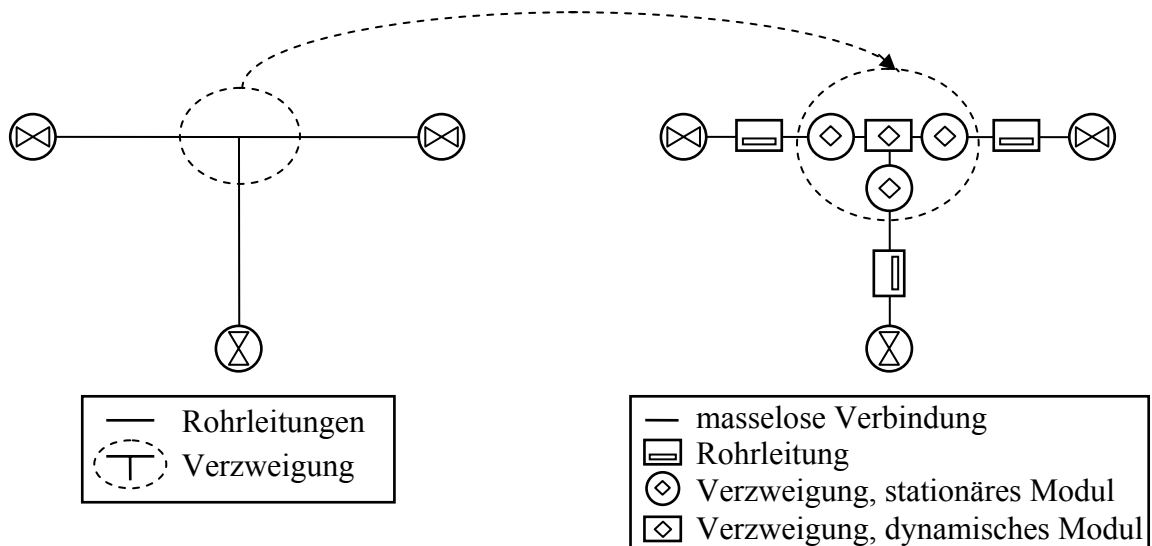 Rohrleitungen
Verzweigung
masselose Verbindung
Rohrleitung
Verzweigung, stationäres Modul
Verzweigung, dynamisches Modul